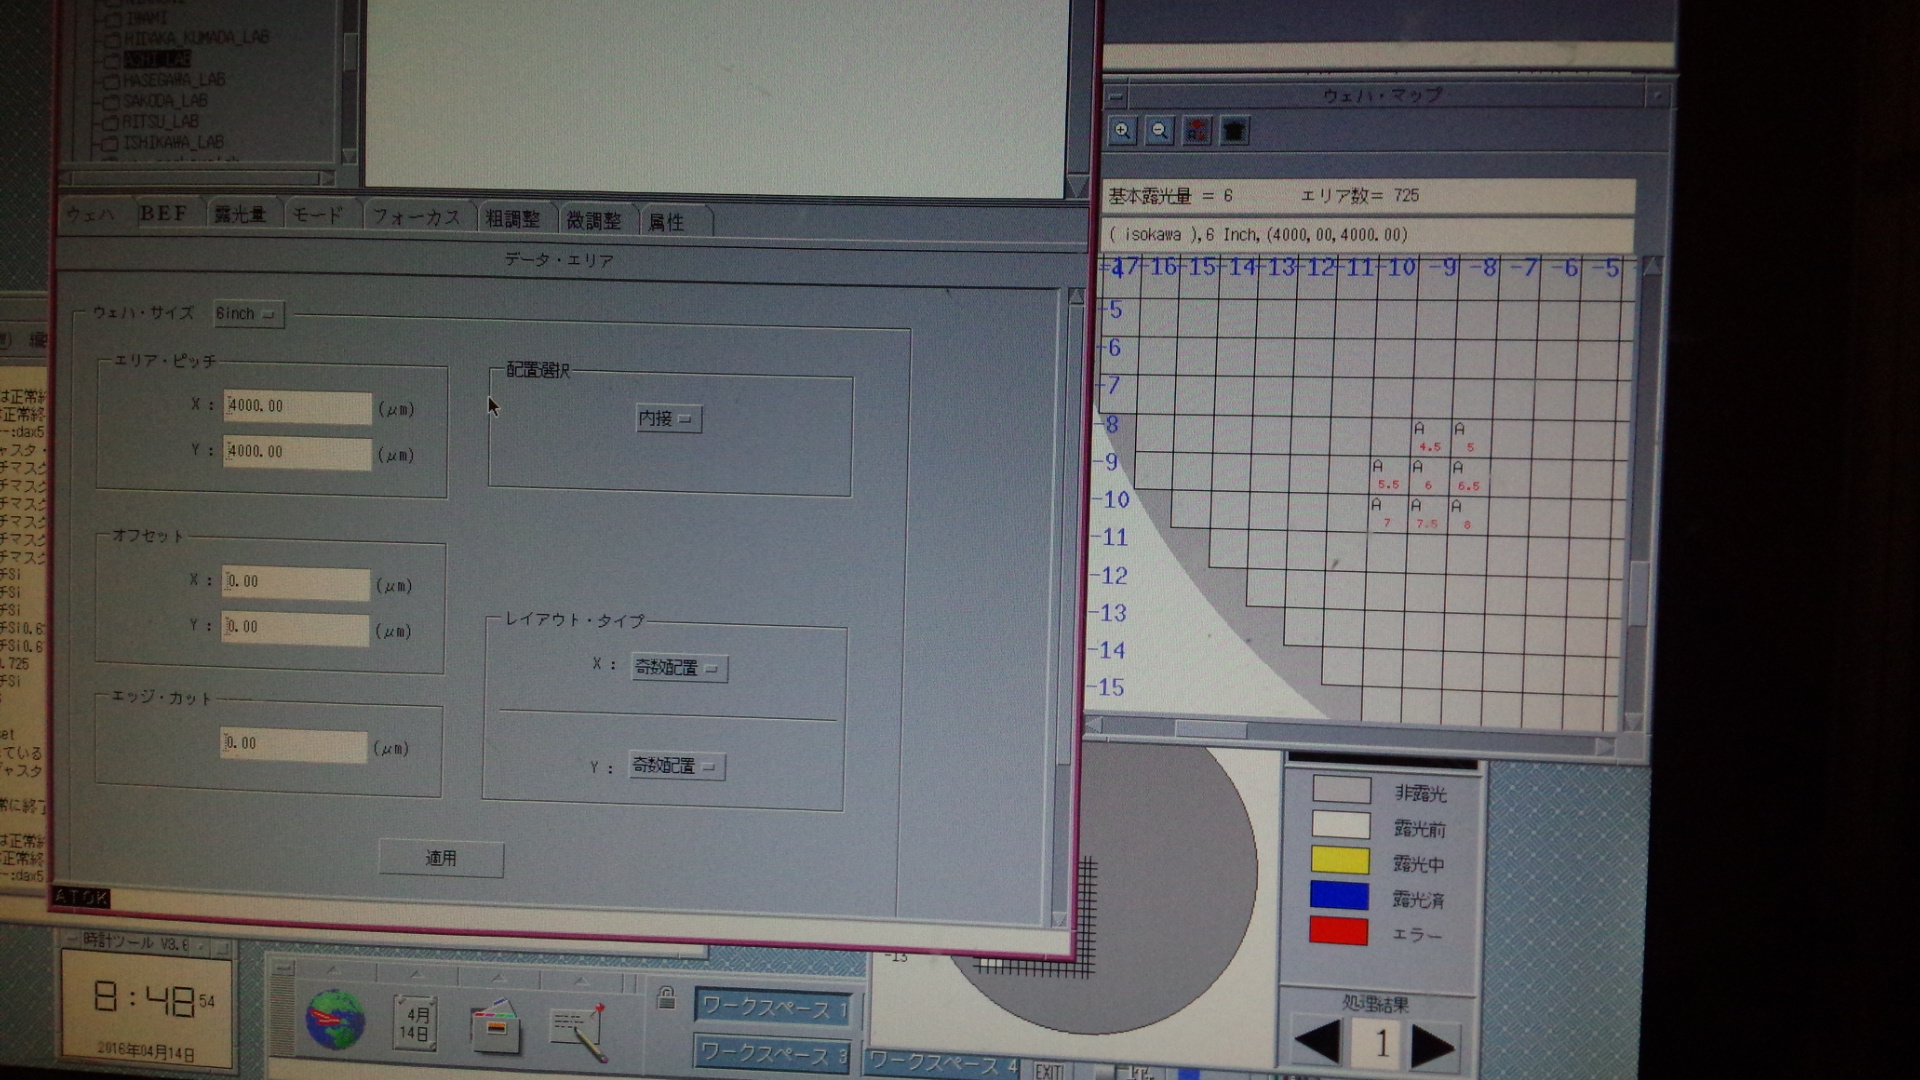 IWAMI
HIDAKA_KUMADA_LAB
HASEGAWA_LAB
SAKODA_LAB
RITSU_LAB
ISHIKAWA_LAB
ウェハ BEF 露光量 モード フォーカス 粗調整 微調整 属性
データ・エリア
ウェハ・サイズ 6inch
エリア・ピッチ
X : 4000.00 (μm)
Y : 4000.00 (μm)
配置選択
内接
オフセット
X : 0.00 (μm)
Y : 0.00 (μm)
レイアウト・タイプ
X : 奇数配置
Y : 奇数配置
エッジ・カット
0.00 (μm)
適用
ATOK
ウェハ・マップ
基本露光量 = 6 エリア数= 725
( isokawa ),6 Inch,(4000,00,4000.00)
-17 -16 -15 -14 -13 -12 -11 -10 -9 -8 -7 -6 -5
-5
-6
-7
-8 A 4.5 A 5
-9 A 5.5 A 6 A 6.5
-10 A 7 A 7.5 A 8
-11
-12
-13
-14
-15
非露光
露光前
露光中
露光済
エラー
処理結果
1
-13
時計ツール V3.6
8:48 54
2016年04月14日
4月
14日
ワークスペース 1
ワークスペース 3
ワークスペース 4
EXIT